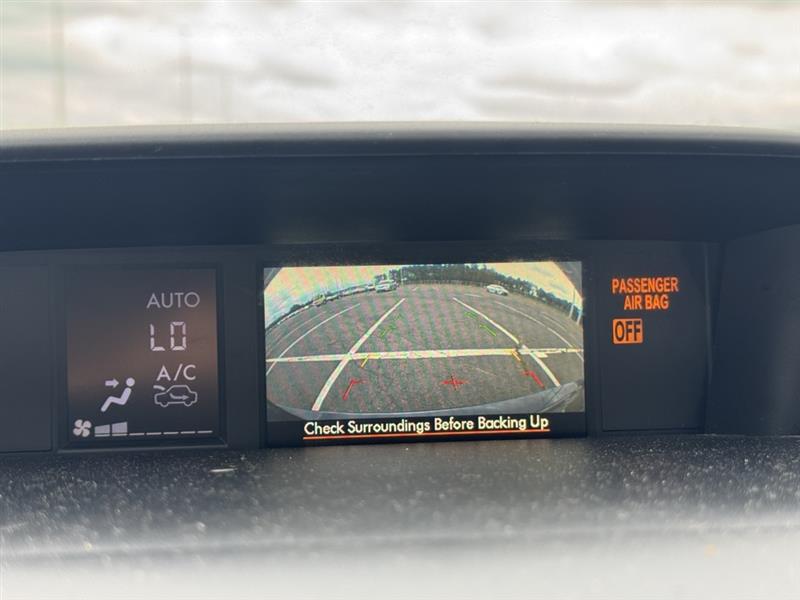 AUTO
LO
A/C
Check Surroundings Before Backing Up
PASSENGER
AIR BAG
OFF